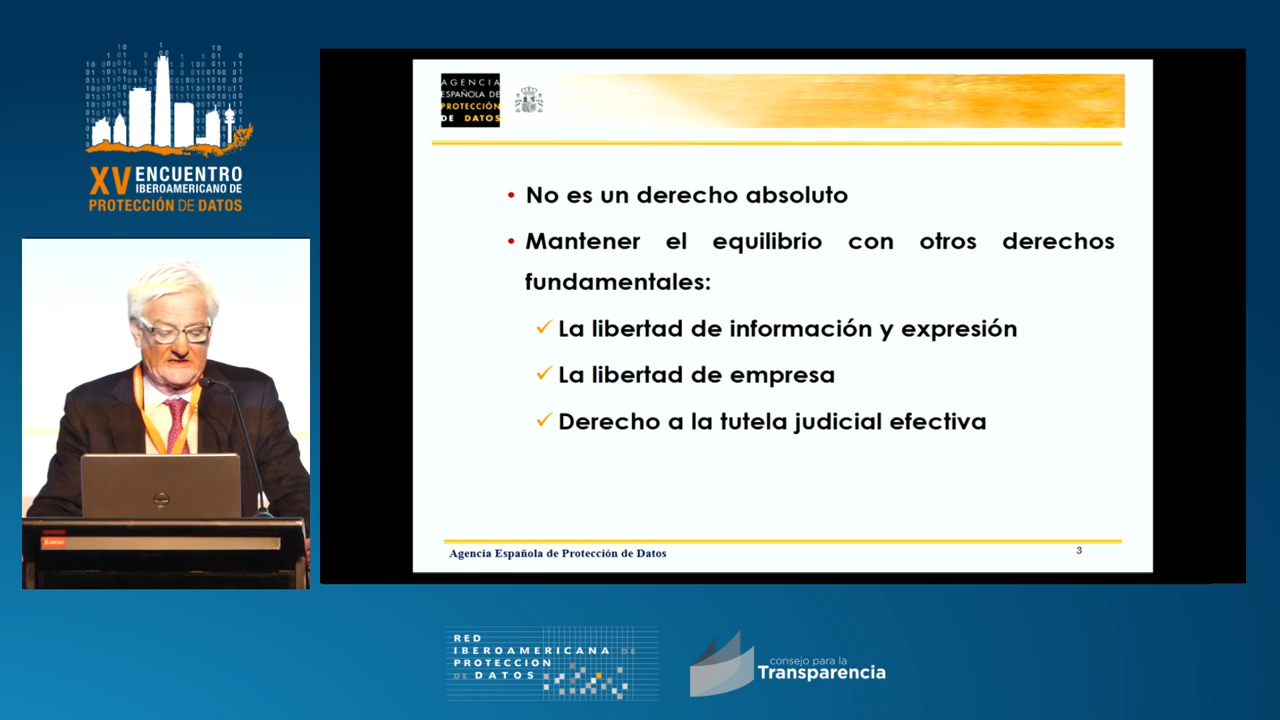 XV ENCUENTRO
IBEROAMERICANO DE
PROTECCIÓN DE DATOS
AGENCIA
ESPAÑOLA DE
PROTECCIÓN
DE DATOS
• No es un derecho absoluto
• Mantener el equilibrio con otros derechos
fundamentales:
✓ La libertad de información y expresión
✓ La libertad de empresa
✓ Derecho a la tutela judicial efectiva
Agencia Española de Protección de Datos
3
RED
IBEROAMERICANA DE
PROTECCION
DE DATOS
consejo para la
Transparencia